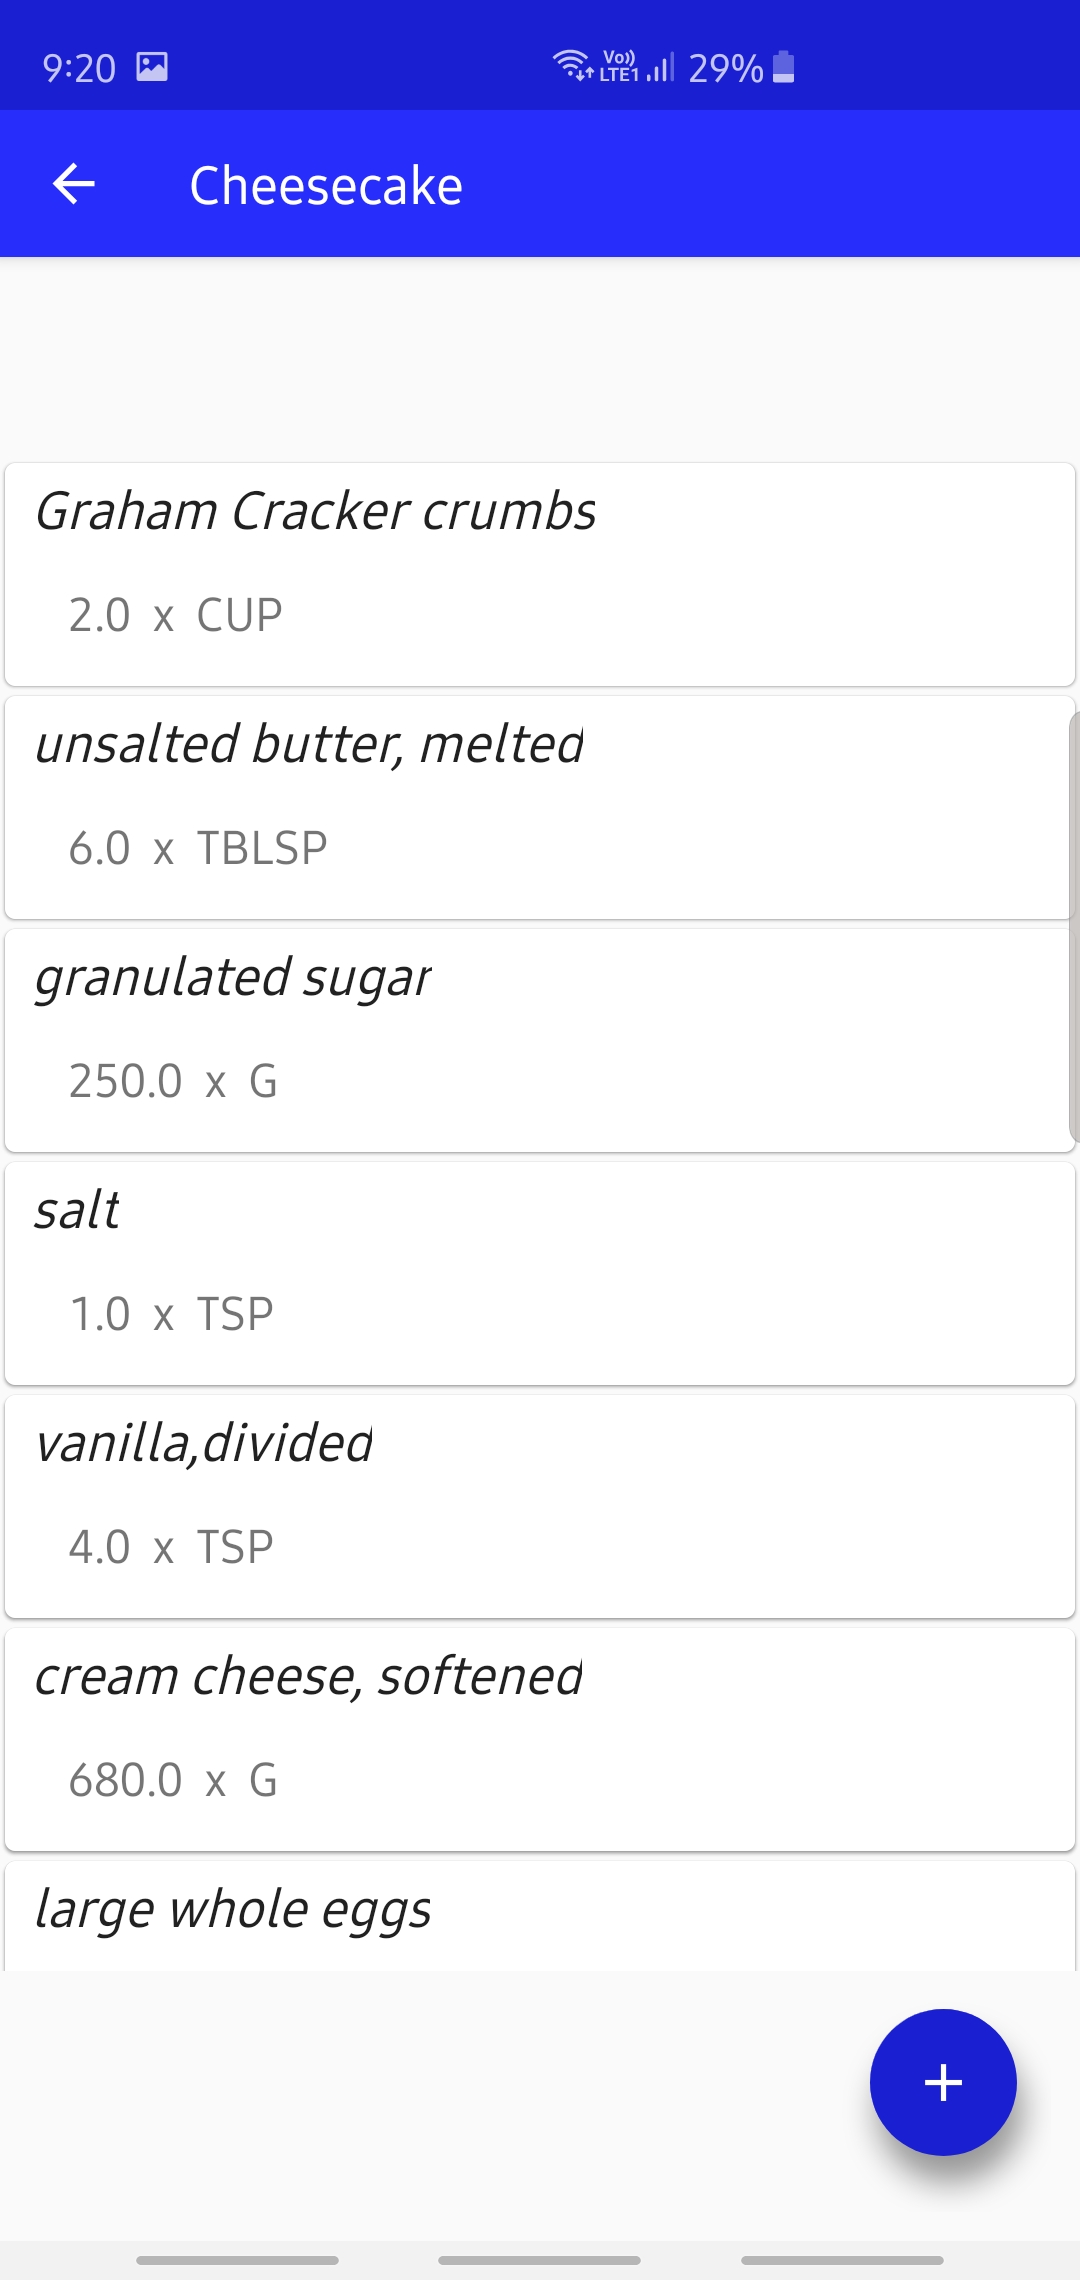 9:20 Vo)) LTE1 29%
Cheesecake
Graham Cracker crumbs
2.0 x CUP
unsalted butter, melted
6.0 x TBLSP
granulated sugar
250.0 x G
salt
1.0 x TSP
vanilla,divided
4.0 x TSP
cream cheese, softened
680.0 x G
large whole eggs
+